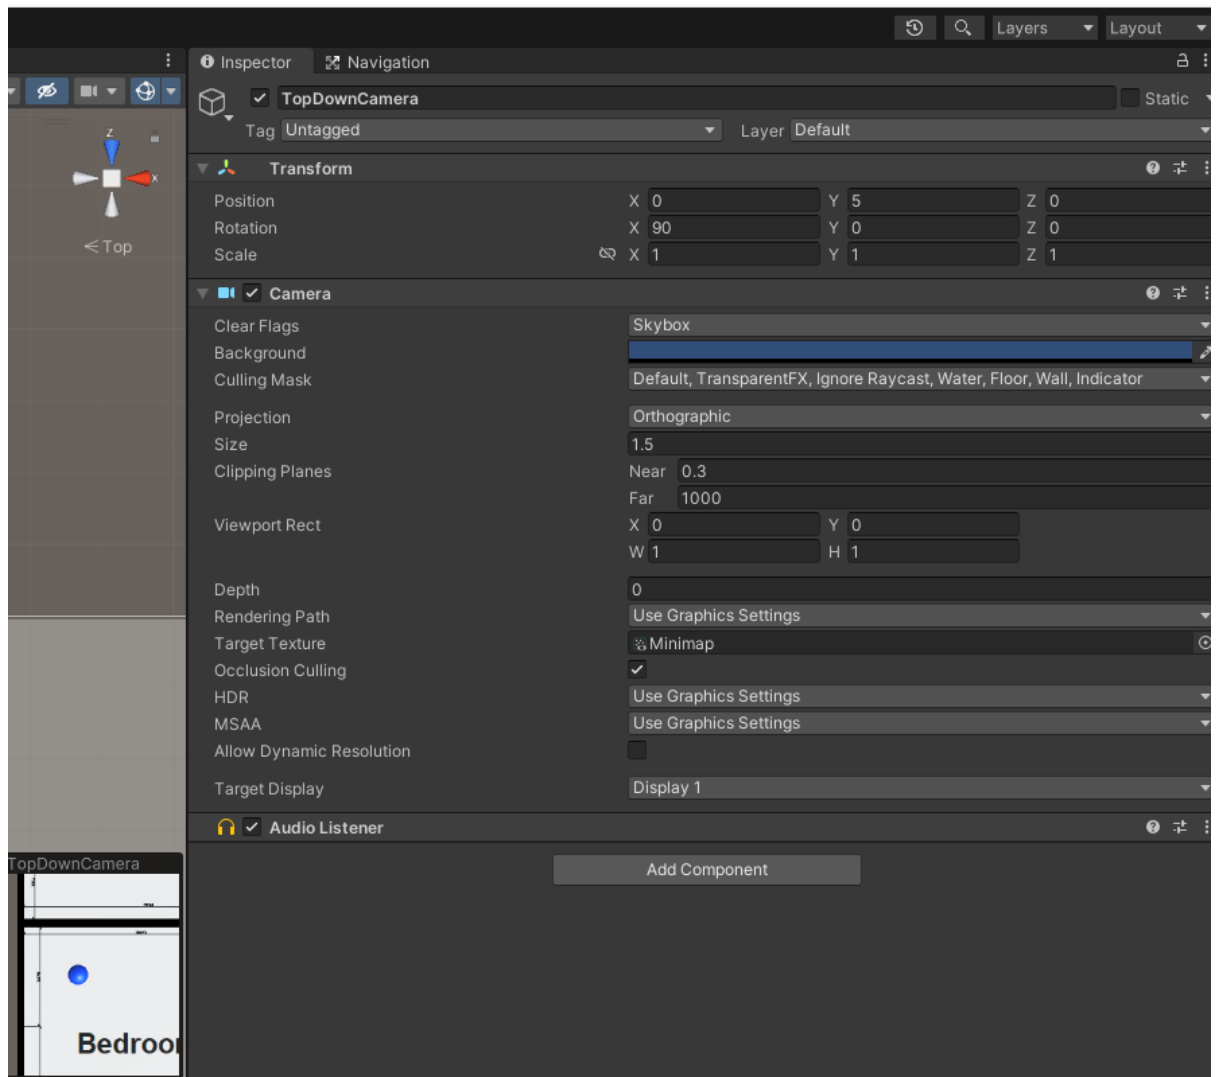 Layers Layout
Inspector Navigation
TopDownCamera Static
Tag Untagged Layer Default
z
x
Top
Transform
Position X 0 Y 5 Z 0
Rotation X 90 Y 0 Z 0
Scale X 1 Y 1 Z 1
Camera
Clear Flags Skybox
Background
Culling Mask Default, TransparentFX, Ignore Raycast, Water, Floor, Wall, Indicator
Projection Orthographic
Size 1.5
Clipping Planes Near 0.3
Far 1000
Viewport Rect X 0 Y 0
W 1 H 1
Depth 0
Rendering Path Use Graphics Settings
Target Texture Minimap
Occlusion Culling
HDR Use Graphics Settings
MSAA Use Graphics Settings
Allow Dynamic Resolution
Target Display Display 1
Audio Listener
Add Component
TopDownCamera
Bedroo